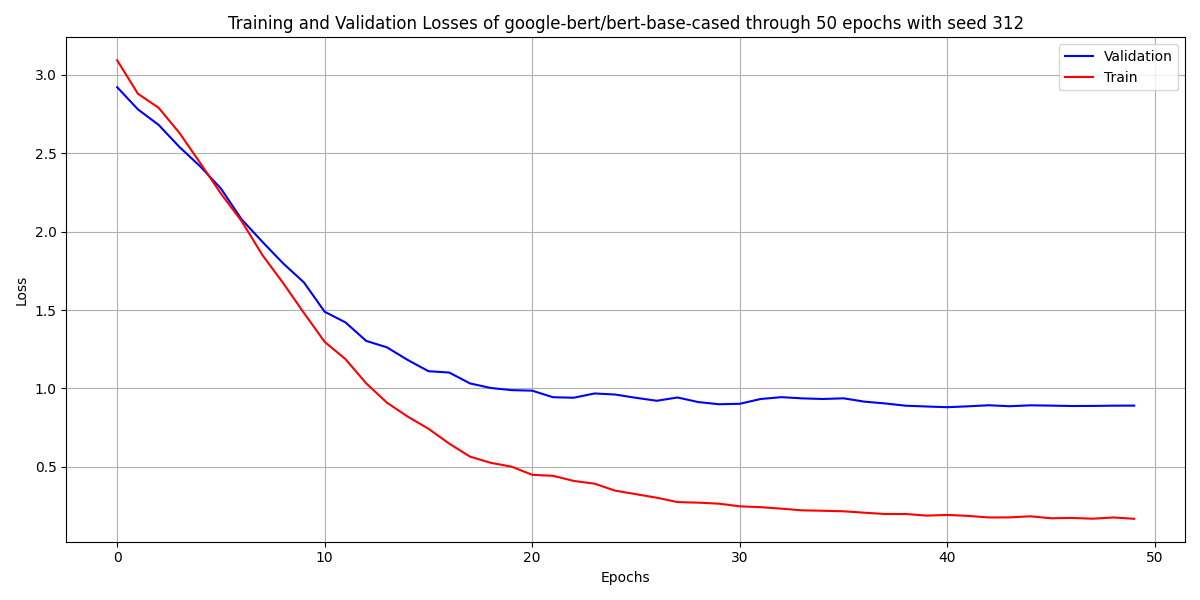 Training and Validation Losses of google-bert/bert-base-cased through 50 epochs with seed 312
Validation
Train
3.0
2.5
2.0
1.5
1.0
0.5
Loss
0 10 20 30 40 50
Epochs